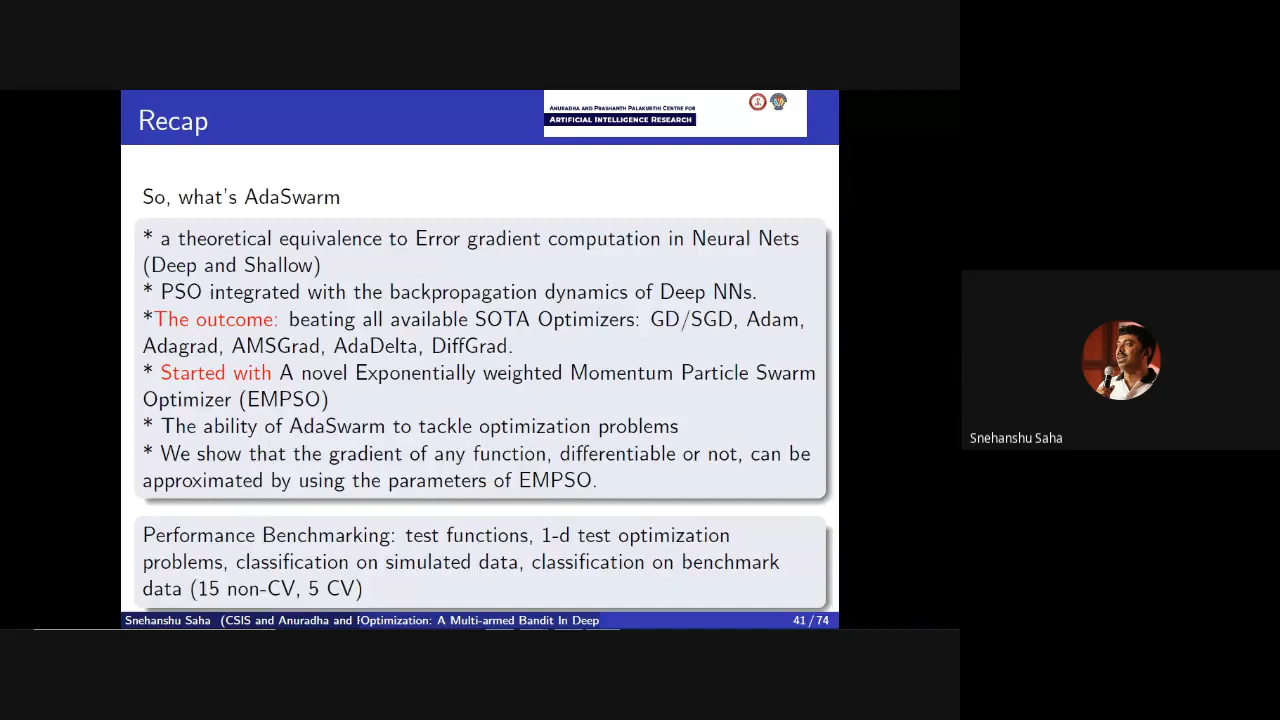 Recap
ANURADHA AND PRASHANTH PALAKURTHI CENTRE FOR
ARTIFICIAL INTELLIGENCE RESEARCH
So, what's AdaSwarm
* a theoretical equivalence to Error gradient computation in Neural Nets
(Deep and Shallow)
* PSO integrated with the backpropagation dynamics of Deep NNs.
*The outcome: beating all available SOTA Optimizers: GD/SGD, Adam,
Adagrad, AMSGrad, AdaDelta, DiffGrad.
* Started with A novel Exponentially weighted Momentum Particle Swarm
Optimizer (EMPSO)
* The ability of AdaSwarm to tackle optimization problems
* We show that the gradient of any function, differentiable or not, can be
approximated by using the parameters of EMPSO.
Performance Benchmarking: test functions, 1-d test optimization
problems, classification on simulated data, classification on benchmark
data (15 non-CV, 5 CV)
Snehanshu Saha (CSIS and Anuradha and Optimization: A Multi-armed Bandit In Deep
41 / 74
Snehanshu Saha